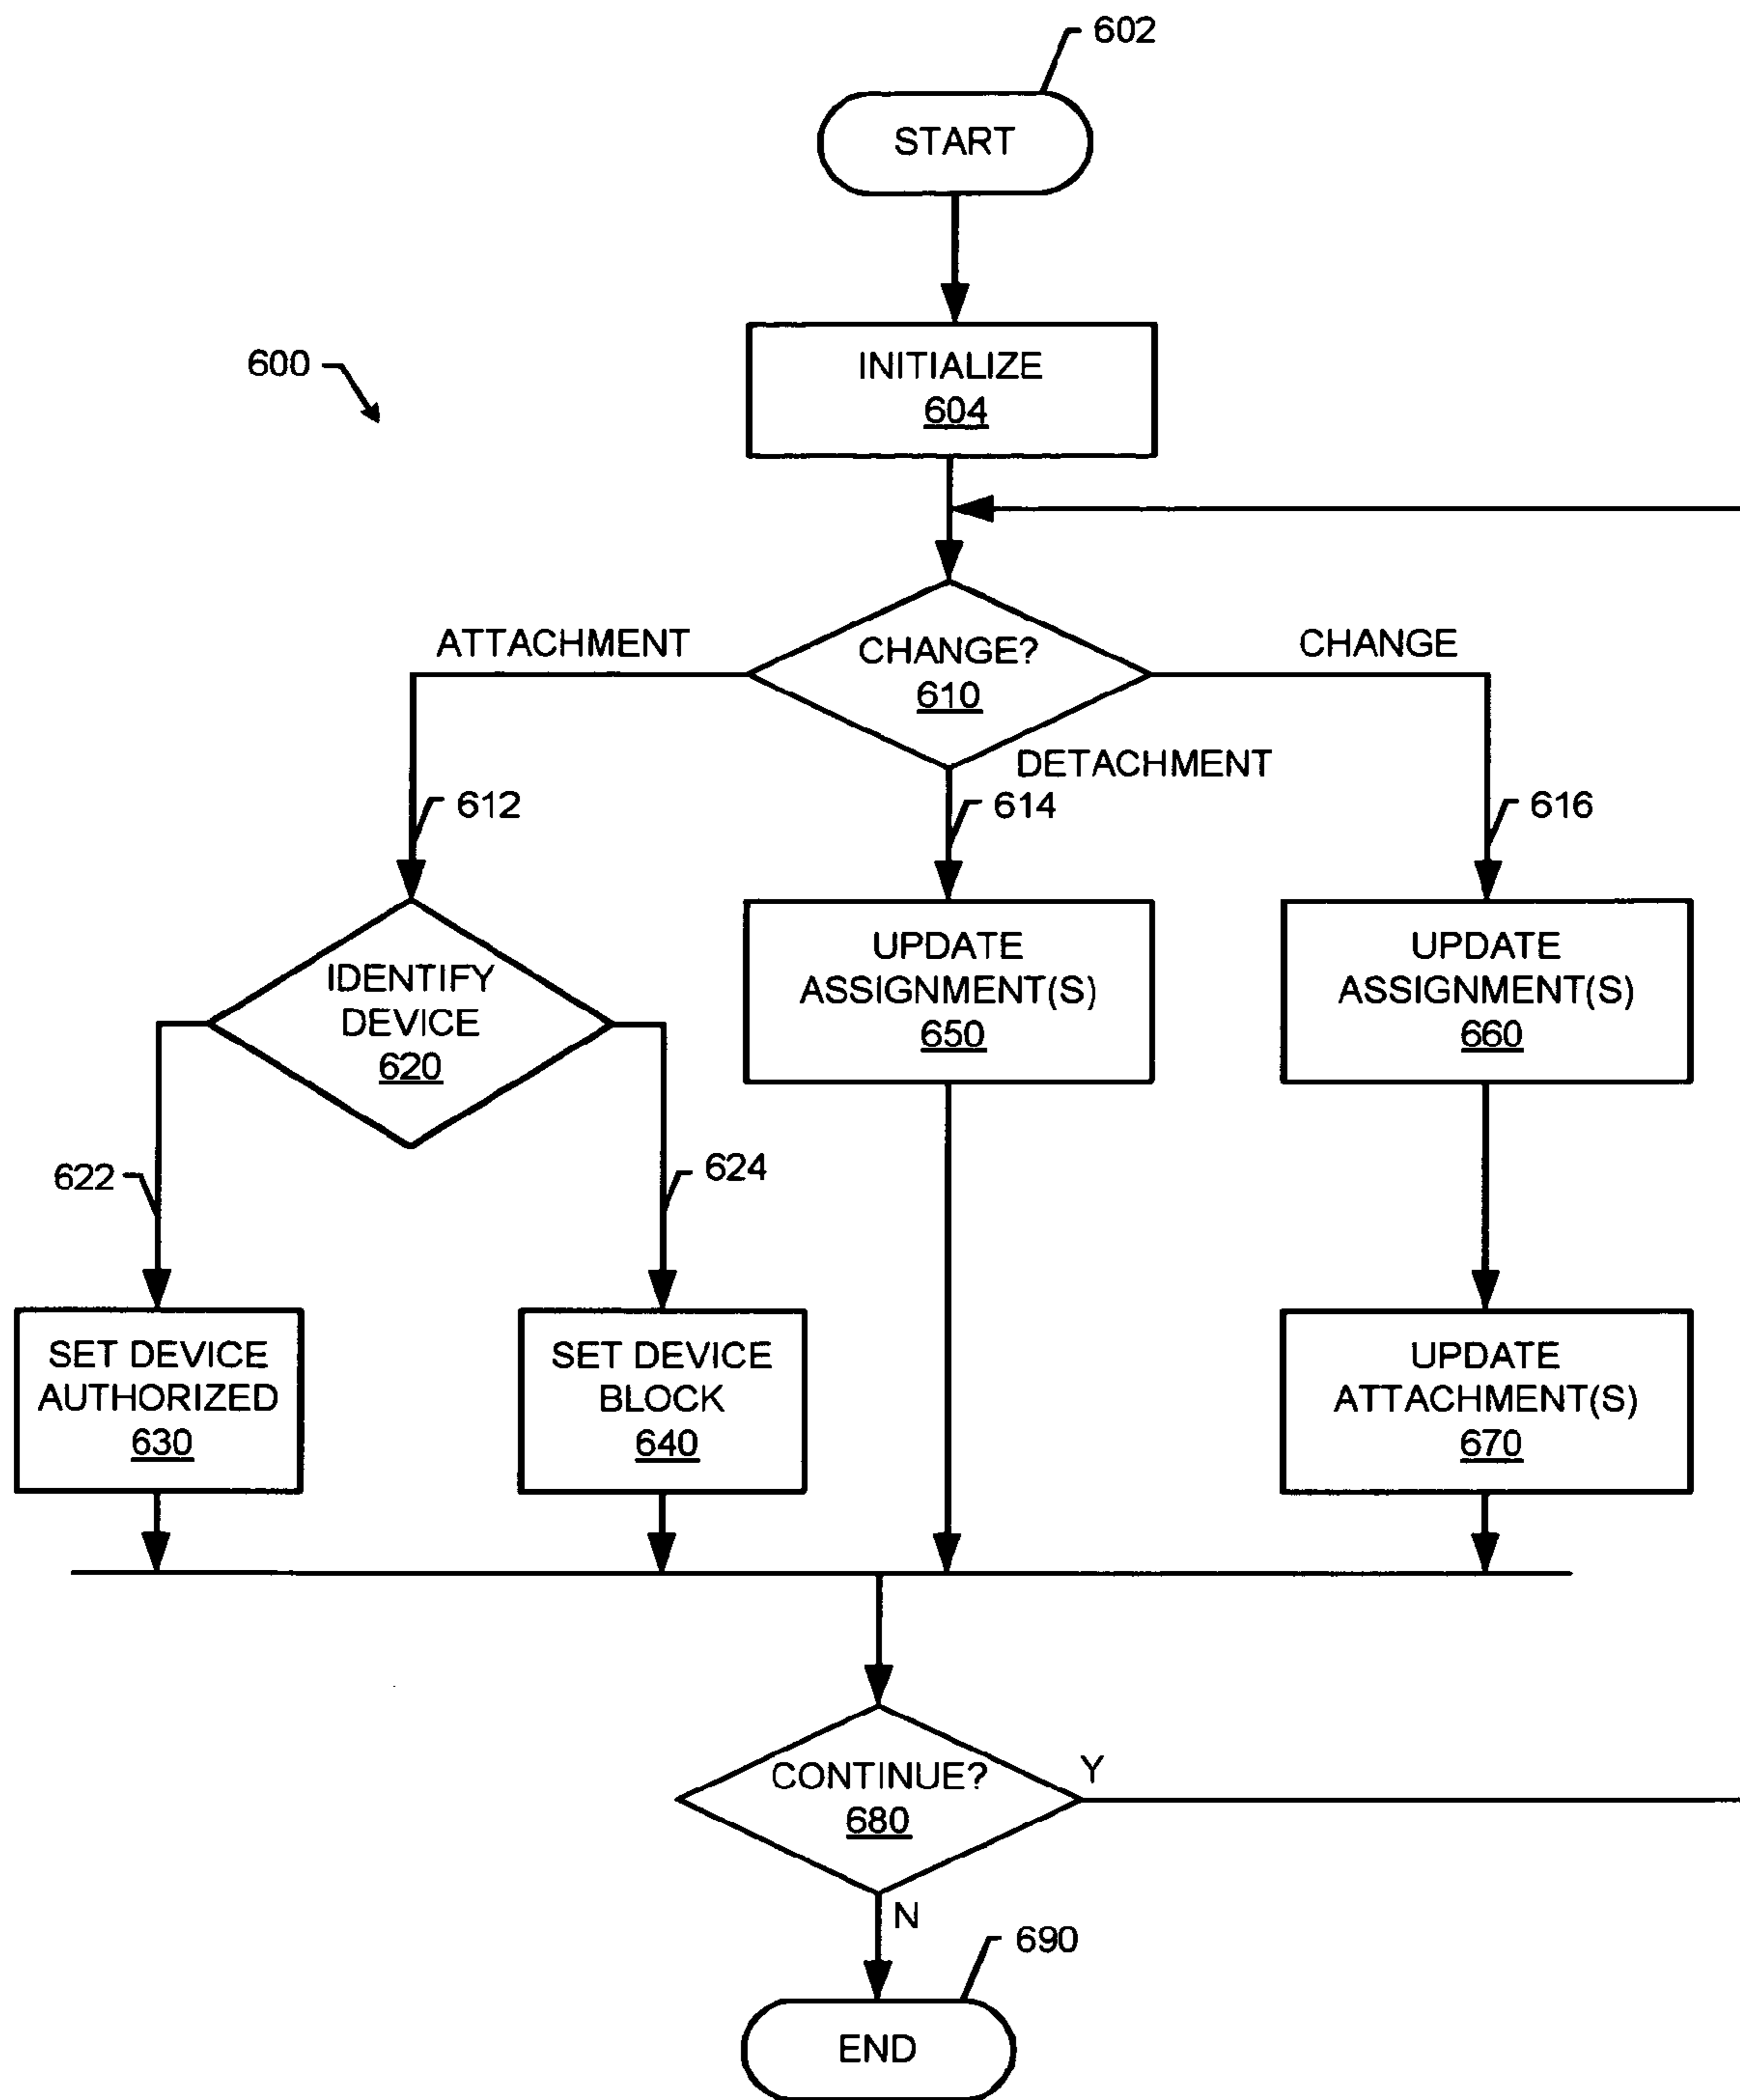 602
START
600
INITIALIZE
604
ATTACHMENT
CHANGE?
610
CHANGE
DETACHMENT
612
614
616
IDENTIFY
DEVICE
620
UPDATE
ASSIGNMENT(S)
650
UPDATE
ASSIGNMENT(S)
660
622
624
SET DEVICE
AUTHORIZED
630
SET DEVICE
BLOCK
640
UPDATE
ATTACHMENT(S)
670
CONTINUE?
680
Y
N
690
END